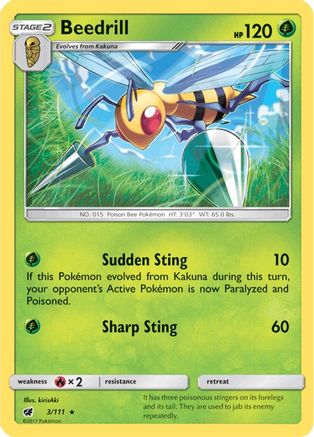 STAGE 2 Beedrill HP 120
Evolves from Kakuna
NO. 015 Poison Bee Pokémon HT: 3'03" WT: 65.0 lbs.
Sudden Sting 10
If this Pokémon evolved from Kakuna during this turn,
your opponent's Active Pokémon is now Paralyzed and
Poisoned.
Sharp Sting 60
weakness × 2 resistance retreat
Illus. kirisAki
3/111 ★
©2017 Pokémon
It has three poisonous stingers on its forelegs
and its tail. They are used to jab its enemy
repeatedly.